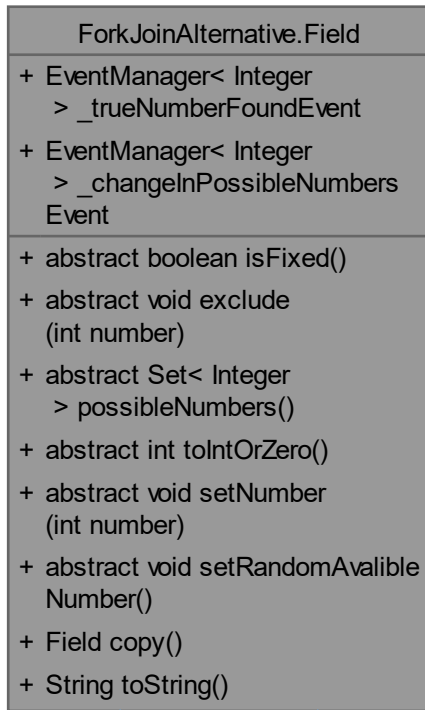 ForkJoinAlternative.Field
+ EventManager< Integer
> _trueNumberFoundEvent
+ EventManager< Integer
> _changeInPossibleNumbers
Event
+ abstract boolean isFixed()
+ abstract void exclude
(int number)
+ abstract Set< Integer
> possibleNumbers()
+ abstract int toIntOrZero()
+ abstract void setNumber
(int number)
+ abstract void setRandomAvalible
Number()
+ Field copy()
+ String toString()